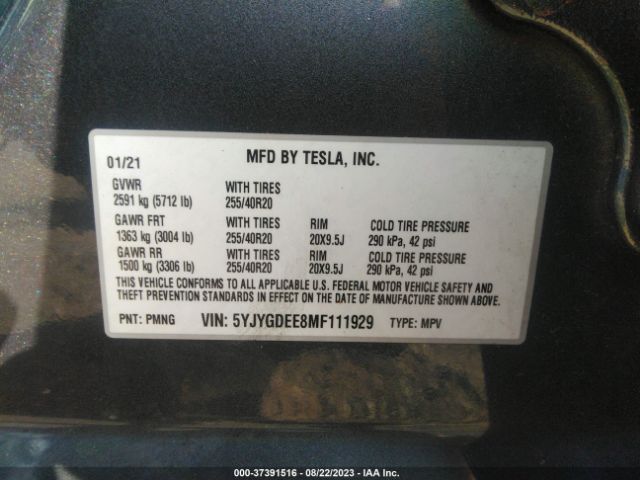 01/21 MFD BY TESLA, INC.
GVWR WITH TIRES
2591 kg (5712 lb) 255/40R20
GAWR FRT WITH TIRES RIM COLD TIRE PRESSURE
1363 kg (3004 lb) 255/40R20 20X9.5J 290 kPa, 42 psi
GAWR RR WITH TIRES RIM COLD TIRE PRESSURE
1500 kg (3306 lb) 255/40R20 20X9.5J 290 kPa, 42 psi
THIS VEHICLE CONFORMS TO ALL APPLICABLE U.S. FEDERAL MOTOR VEHICLE SAFETY AND
THEFT PREVENTION STANDARDS IN EFFECT ON THE DATE OF MANUFACTURE SHOWN ABOVE.
PNT: PMNG VIN: 5YJYGDEE8MF111929 TYPE: MPV
000-37391516 - 08/22/2023 - IAA Inc.